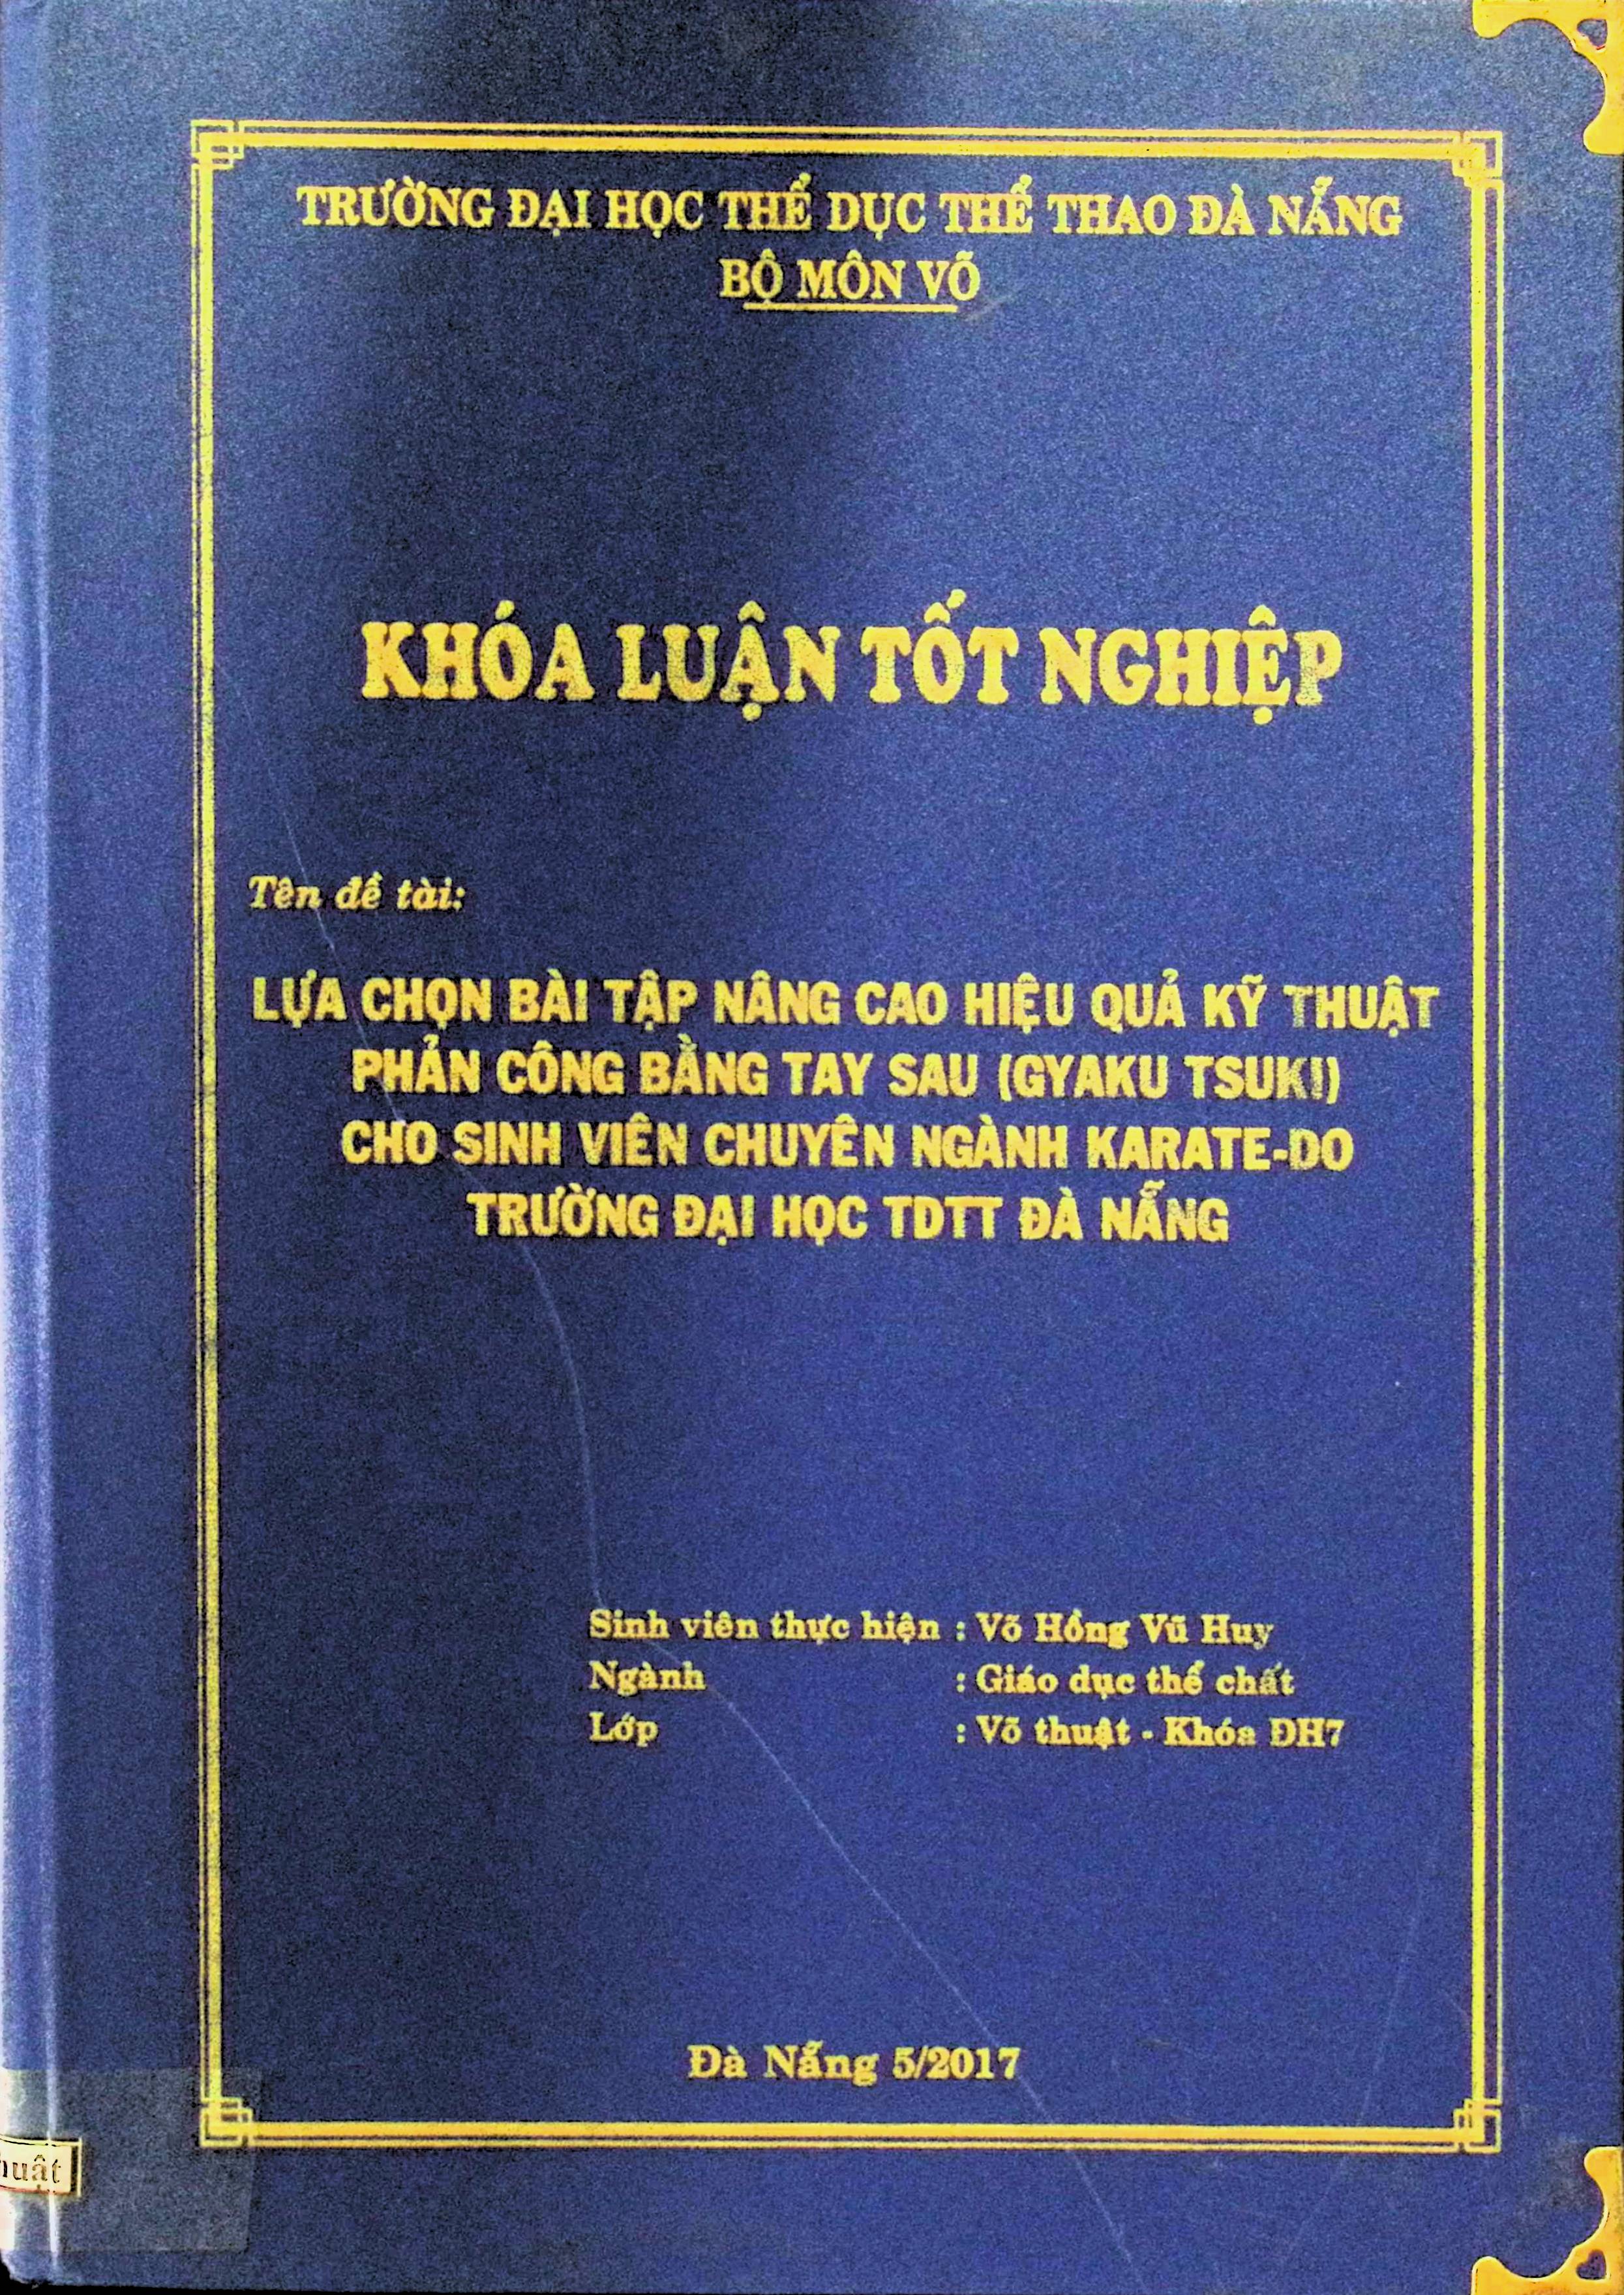 TRƯỜNG ĐẠI HỌC THỂ DỤC THỂ THAO ĐÀ NẴNG
BỘ MÔN VÕ
KHÓA LUẬN TỐT NGHIỆP
Tên đề tài:
LỰA CHỌN BÀI TẬP NÂNG CAO HIỆU QUẢ KỸ THUẬT
PHẢN CÔNG BẰNG TAY SAU (GYAKU TSUKI)
CHO SINH VIÊN CHUYÊN NGÀNH KARATE-DO
TRƯỜNG ĐẠI HỌC TDTT ĐÀ NẴNG
Sinh viên thực hiện : Võ Hồng Vũ Huy
Ngành : Giáo dục thể chất
Lớp : Võ thuật - Khóa ĐH7
Đà Nẵng 5/2017